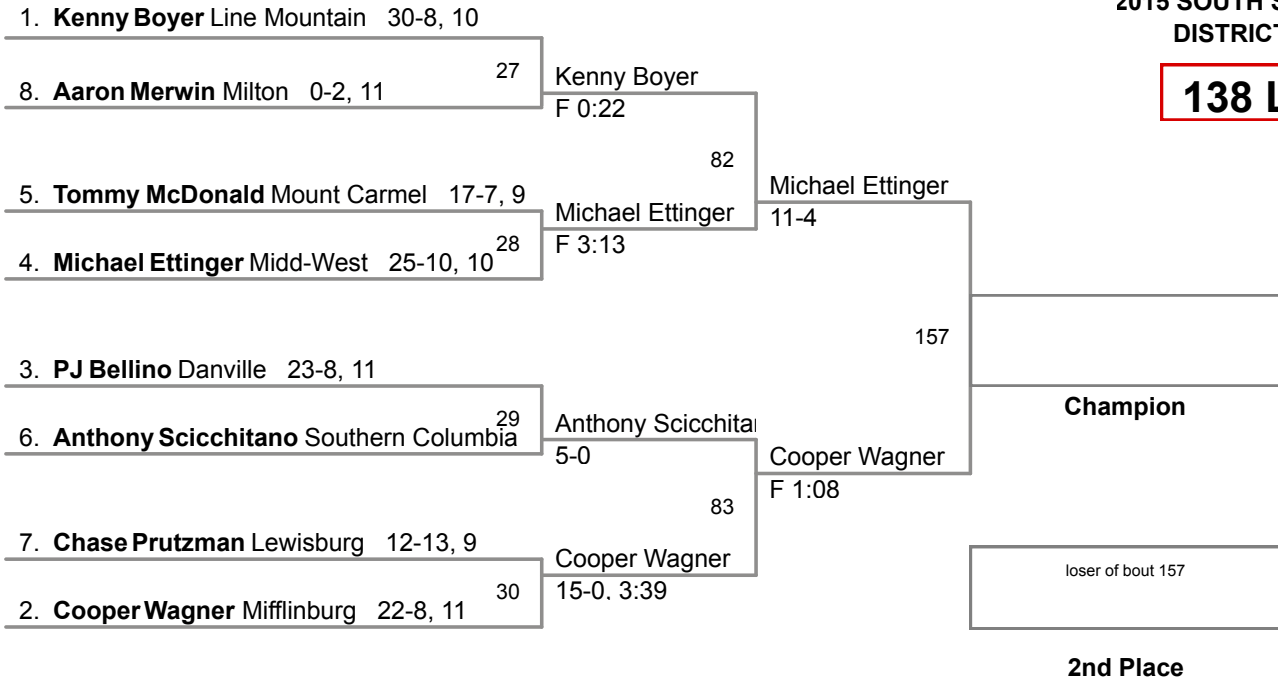 2015 SOUTH S
DISTRICT
138 L
1. Kenny Boyer Line Mountain 30-8, 10
27
8. Aaron Merwin Milton 0-2, 11
Kenny Boyer
F 0:22
82
5. Tommy McDonald Mount Carmel 17-7, 9
28
4. Michael Ettinger Midd-West 25-10, 10
Michael Ettinger
F 3:13
Michael Ettinger
11-4
157
3. PJ Bellino Danville 23-8, 11
29
6. Anthony Scicchitano Southern Columbia
Anthony Scicchita
5-0
83
Cooper Wagner
F 1:08
7. Chase Prutzman Lewisburg 12-13, 9
30
2. Cooper Wagner Mifflinburg 22-8, 11
Cooper Wagner
15-0, 3:39
Champion
loser of bout 157
2nd Place